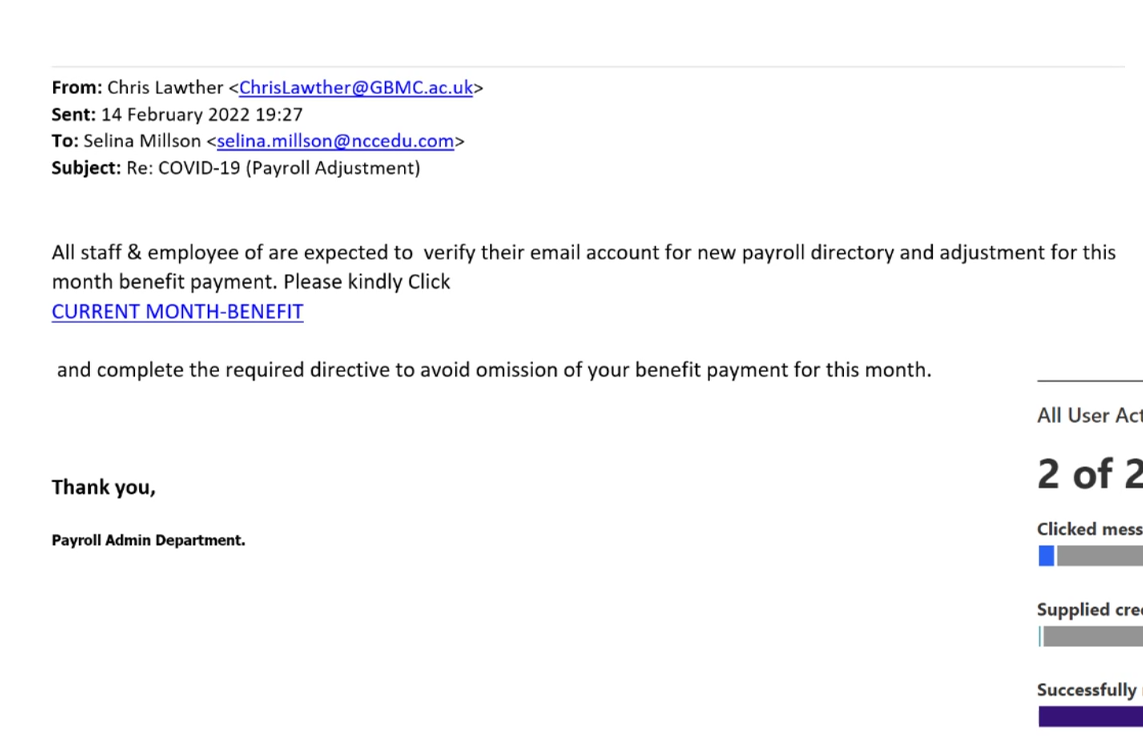 From: Chris Lawther <ChrisLawther@GBMC.ac.uk>
Sent: 14 February 2022 19:27
To: Selina Millson <selina.millson@nccedu.com>
Subject: Re: COVID-19 (Payroll Adjustment)
All staff & employee of are expected to  verify their email account for new payroll directory and adjustment for this
month benefit payment. Please kindly Click
CURRENT MONTH-BENEFIT
and complete the required directive to avoid omission of your benefit payment for this month.
Thank you,
Payroll Admin Department.
All User
2 of 2
Clicked
Supplied
Successfully